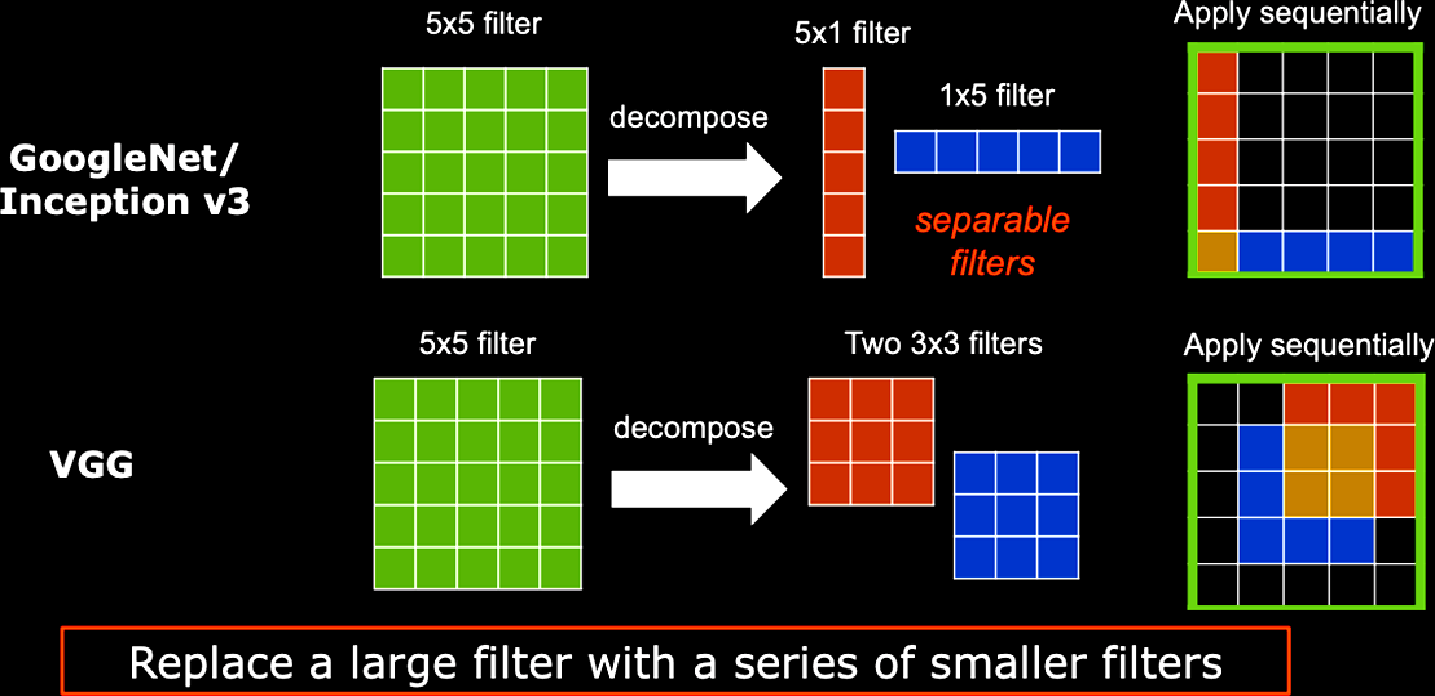 5x5 filter
5x1 filter
Apply sequentially
decompose
1x5 filter
GoogleNet/
Inception v3
separable
filters
5x5 filter
Two 3x3 filters
Apply sequentially
decompose
VGG
Replace a large filter with a series of smaller filters